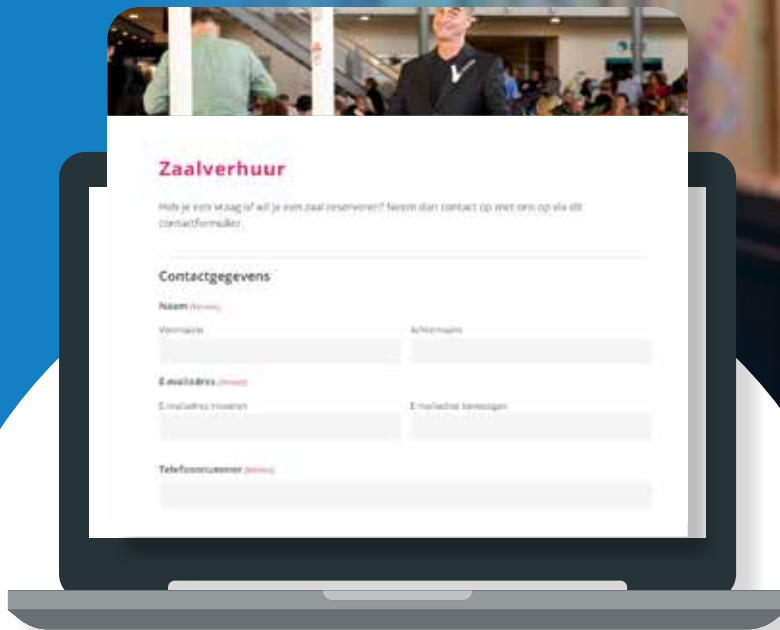 Zaalverhuur
Heb je een vraag of wil je een zaal reserveren? Neem dan contact op met ons op via dit
contactformulier.
Contactgegevens
Naam (Vereist)
Voornaam
Achternaam
E-mailadres (Vereist)
E-mailadres invoeren
E-mailadres bevestigen
Telefoonnummer (Vereist)